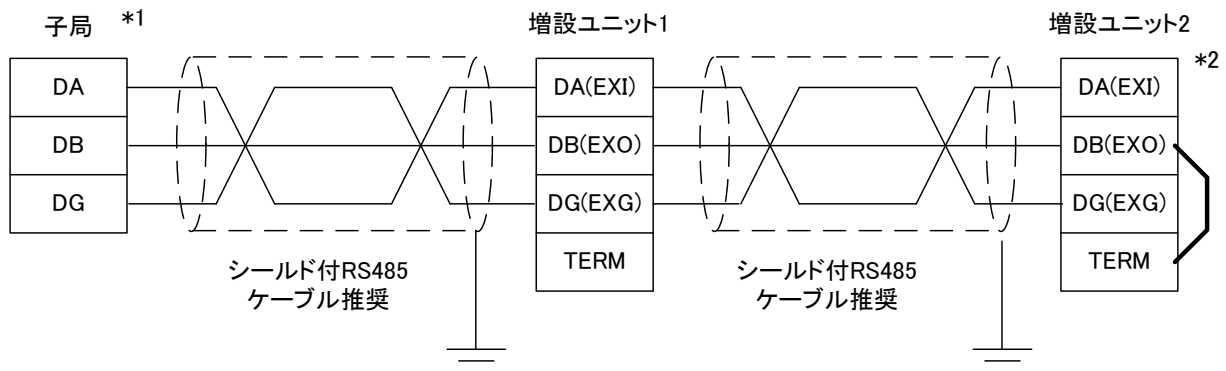 子局 *1
DA
DB
DG
シールド付RS485
ケーブル推奨
増設ユニット1
DA(EXI)
DB(EXO)
DG(EXG)
TERM
シールド付RS485
ケーブル推奨
増設ユニット2
*2
DA(EXI)
DB(EXO)
DG(EXG)
TERM